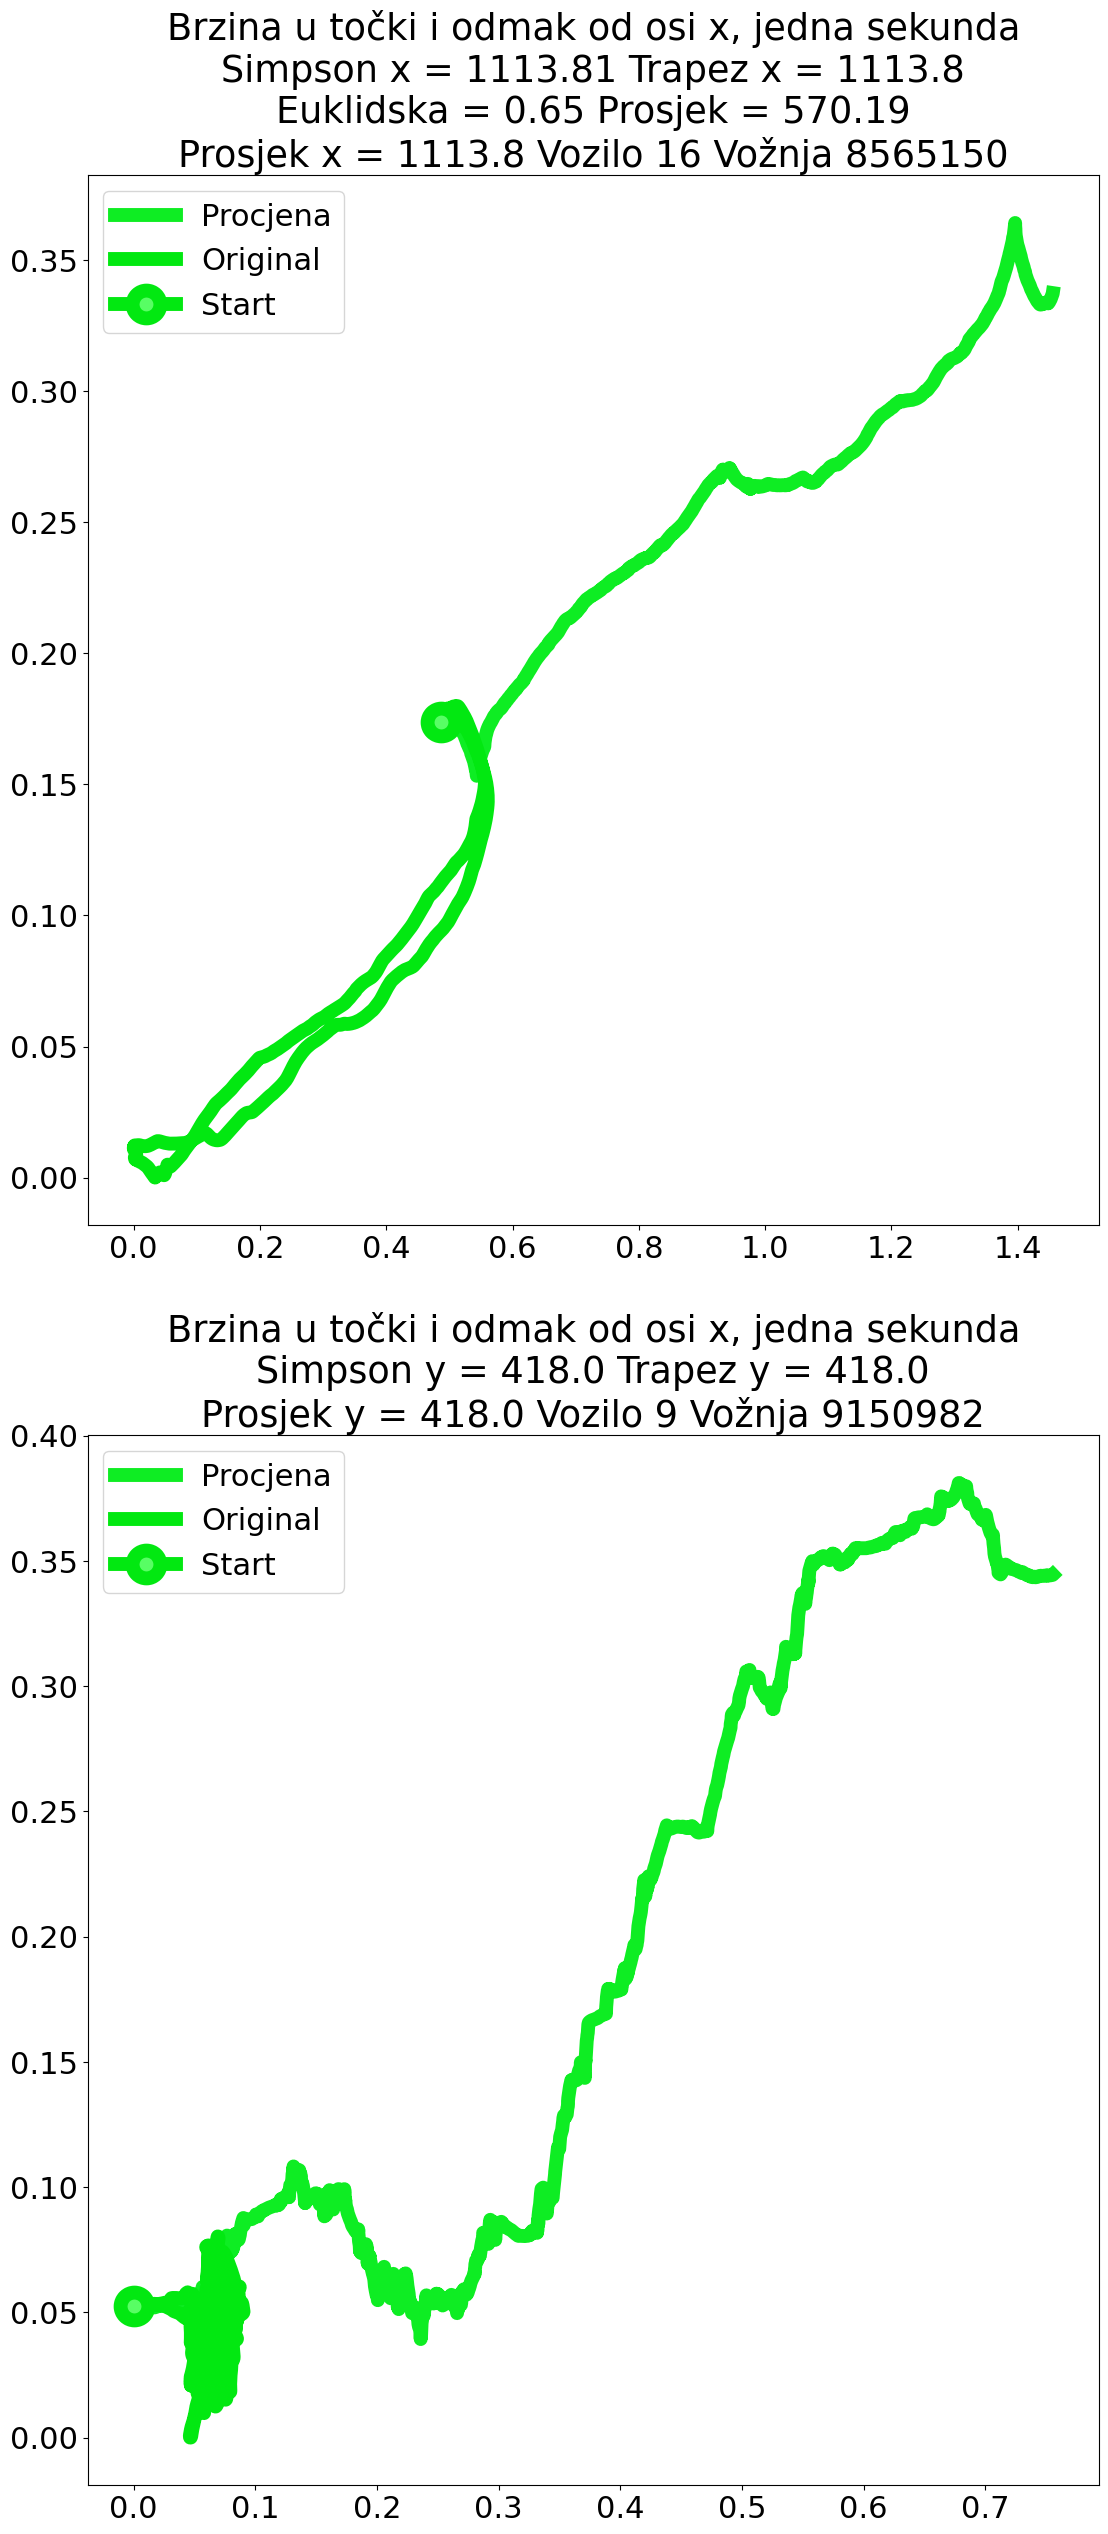 Brzina u točki i odmak od osi x, jedna sekunda
Simpson x = 1113.81 Trapez x = 1113.8
Euklidska = 0.65 Prosjek = 570.19
Prosjek x = 1113.8 Vozilo 16 Vožnja 8565150
Procjena
Original
Start
0.35
0.30
0.25
0.20
0.15
0.10
0.05
0.00
0.0 0.2 0.4 0.6 0.8 1.0 1.2 1.4
Brzina u točki i odmak od osi x, jedna sekunda
Simpson y = 418.0 Trapez y = 418.0
Prosjek y = 418.0 Vozilo 9 Vožnja 9150982
Procjena
Original
Start
0.40
0.35
0.30
0.25
0.20
0.15
0.10
0.05
0.00
0.0 0.1 0.2 0.3 0.4 0.5 0.6 0.7